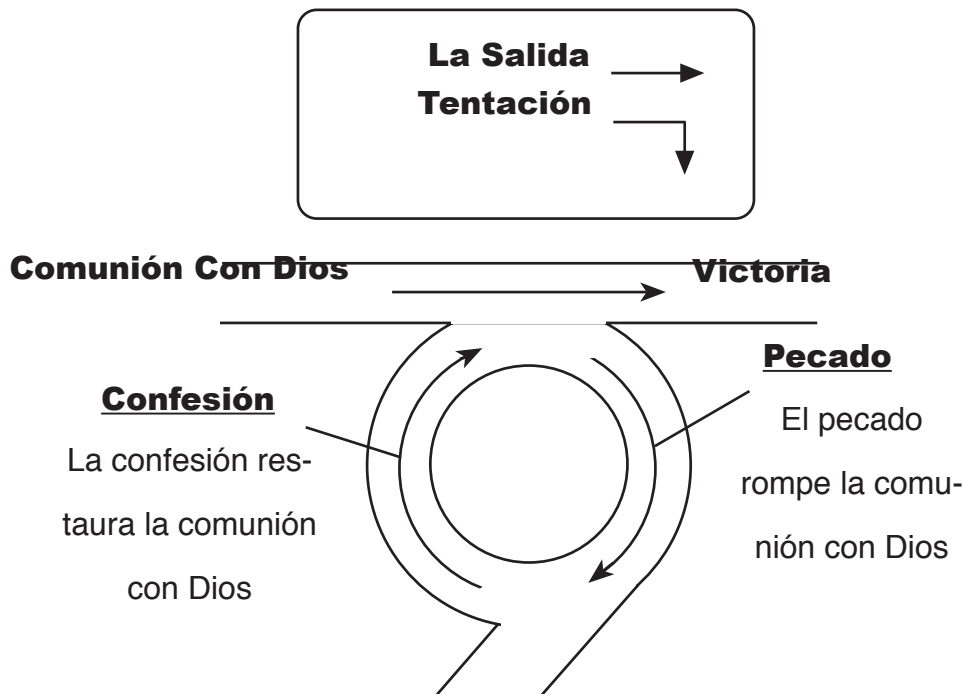 La Salida
Tentación
Comunión Con Dios
Victoria
Confesión
La confesión res-
taura la comunión
con Dios
Pecado
El pecado
rompe la comu-
nión con Dios